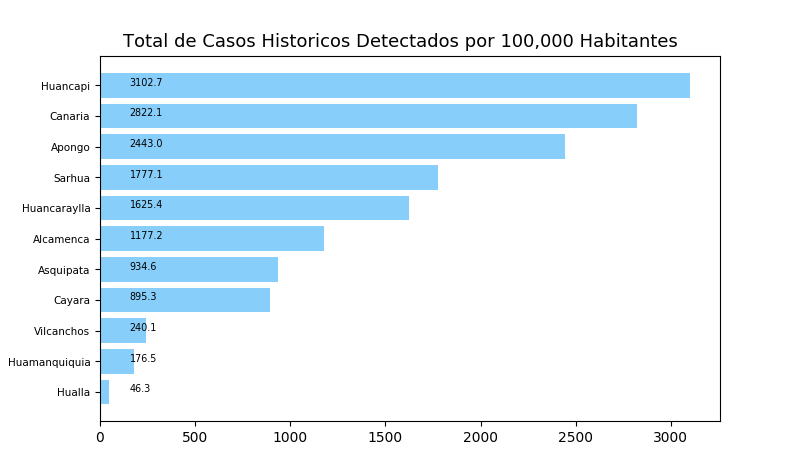 Total de Casos Historicos Detectados por 100,000 Habitantes
Huancapi 3102.7
Canaria 2822.1
Apongo 2443.0
Sarhua 1777.1
Huancaraylla 1625.4
Alcamenca 1177.2
Asquipata 934.6
Cayara 895.3
Vilcanchos 240.1
Huamanquiquia 176.5
Hualla 46.3
0 500 1000 1500 2000 2500 3000